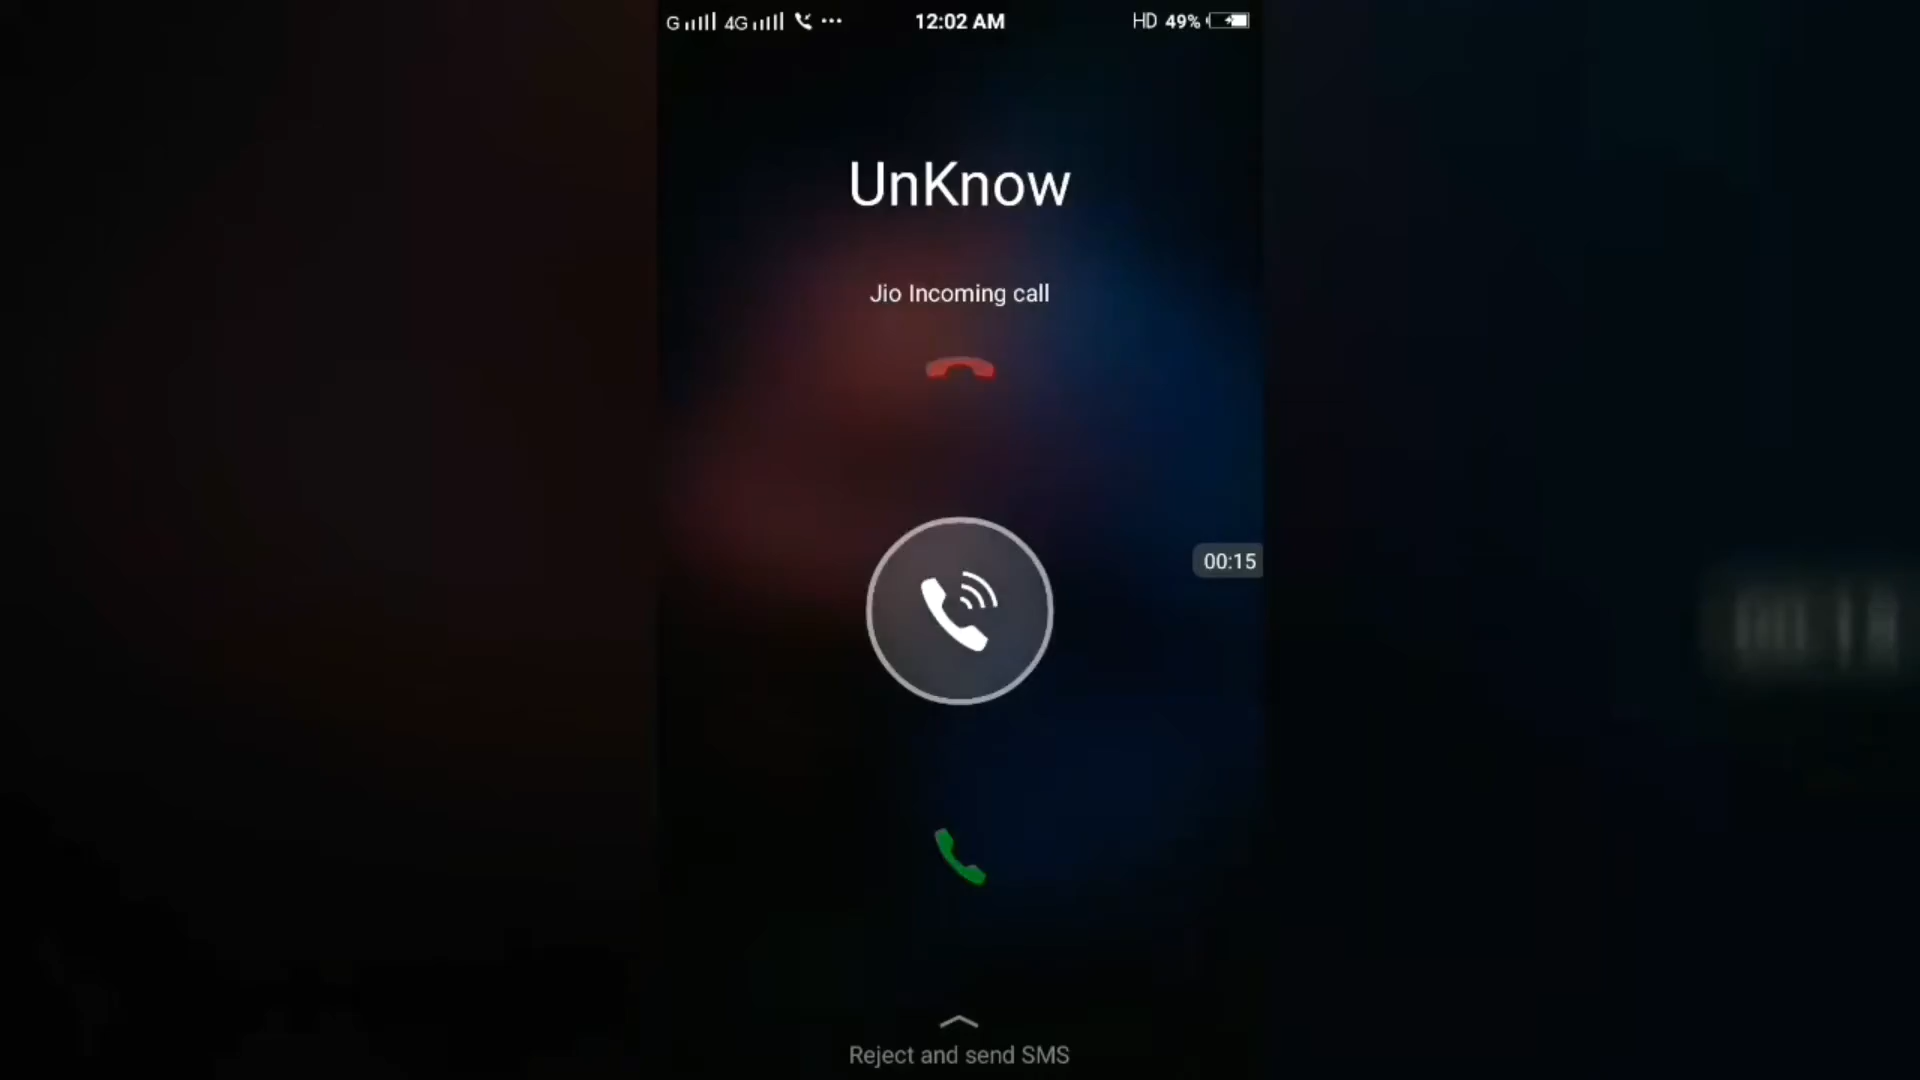 G 4G 12:02 AM HD 49%
UnKnow
Jio Incoming call
00:15
Reject and send SMS